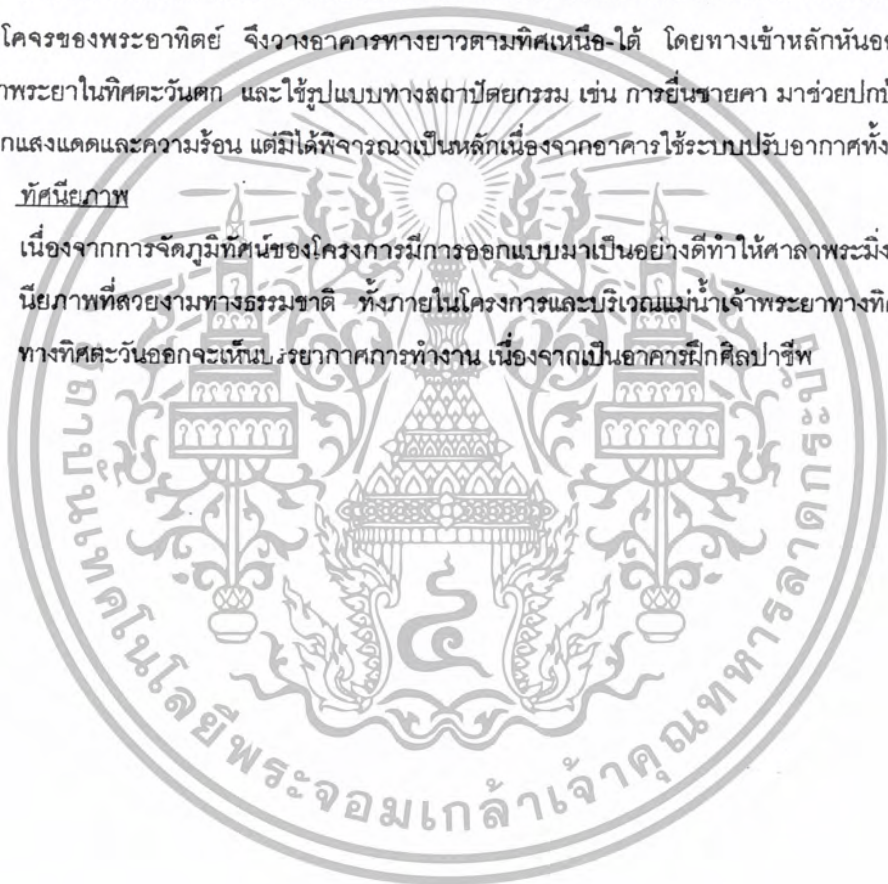 โคจรของพระอาทิตย์ จึงวางอาคารทางยาวตามทิศเหนือ-ใต้ โดยทางเข้าหลักหันออ
าพระยาในทิศตะวันตก และใช้รูปแบบทางสถาปัตยกรรม เช่น การยื่นชายคา มาช่วยปก
กแสงแดดและความร้อน แต่มิได้พิจารณาเป็นหลักเนื่องจากอาคารใช้ระบบปรับอากาศทั้ง
ทัศนียภาพ
เนื่องจากการจัดภูมิทัศน์ของโครงการมีการออกแบบมาเป็นอย่างดีทำให้ศาลาพระมิ่ง
นียภาพที่สวยงามทางธรรมชาติ ทั้งภายในโครงการและบริเวณแม่น้ำเจ้าพระยาทางทิ
ทางทิศตะวันออกจะเห็นบรรยากาศการทำงาน เนื่องจากเป็นอาคารฝึกศิลปาชีพ
สถาบันเทคโนโลยีพระจอมเกล้าเจ้าคุณทหารลาดกระบัง